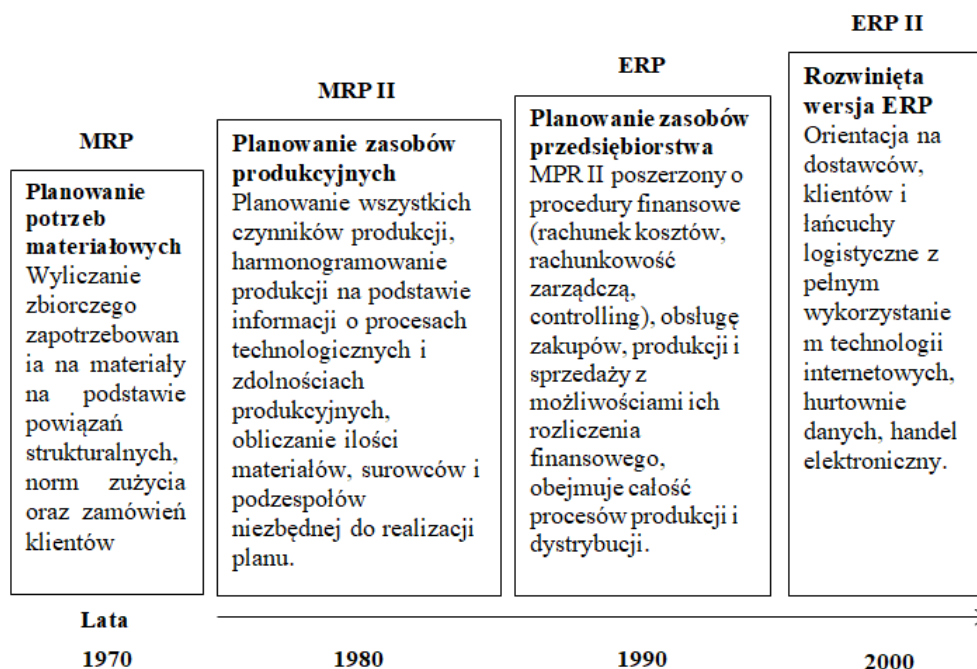 MRP
Planowanie
potrzeb
materiałowych
Wyliczanie
zbiorczego
zapotrzebowan
ia na materiały
na podstawie
powiązań
strukturalnych,
norm zużycia
oraz zamówień
klientów
MRP II
Planowanie zasobów
produkcyjnych
Planowanie wszystkich
czynników produkcji,
harmonogramowanie
produkcji na podstawie
informacji o procesach
technologicznych i
zdolnościach
produkcyjnych,
obliczanie ilości
materiałów, surowców i
podzespołów
niezbędnej do realizacji
planu.
ERP
Planowanie zasobów
przedsiębiorstwa
MPR II poszerzony o
procedury finansowe
(rachunek kosztów,
rachunkowość
zarządczą,
controlling), obsługę
zakupów, produkcji i
sprzedaży z
możliwościami ich
rozliczenia
finansowego,
obejmuje całość
procesów produkcji i
dystrybucji.
ERP II
Rozwinięta
wersja ERP
Orientacja na
dostawców,
klientów i
łańcuchy
logistyczne z
pełnym
wykorzystanie
m technologii
internetowych,
hurtownie
danych, handel
elektroniczny.
Lata
1970
1980
1990
2000